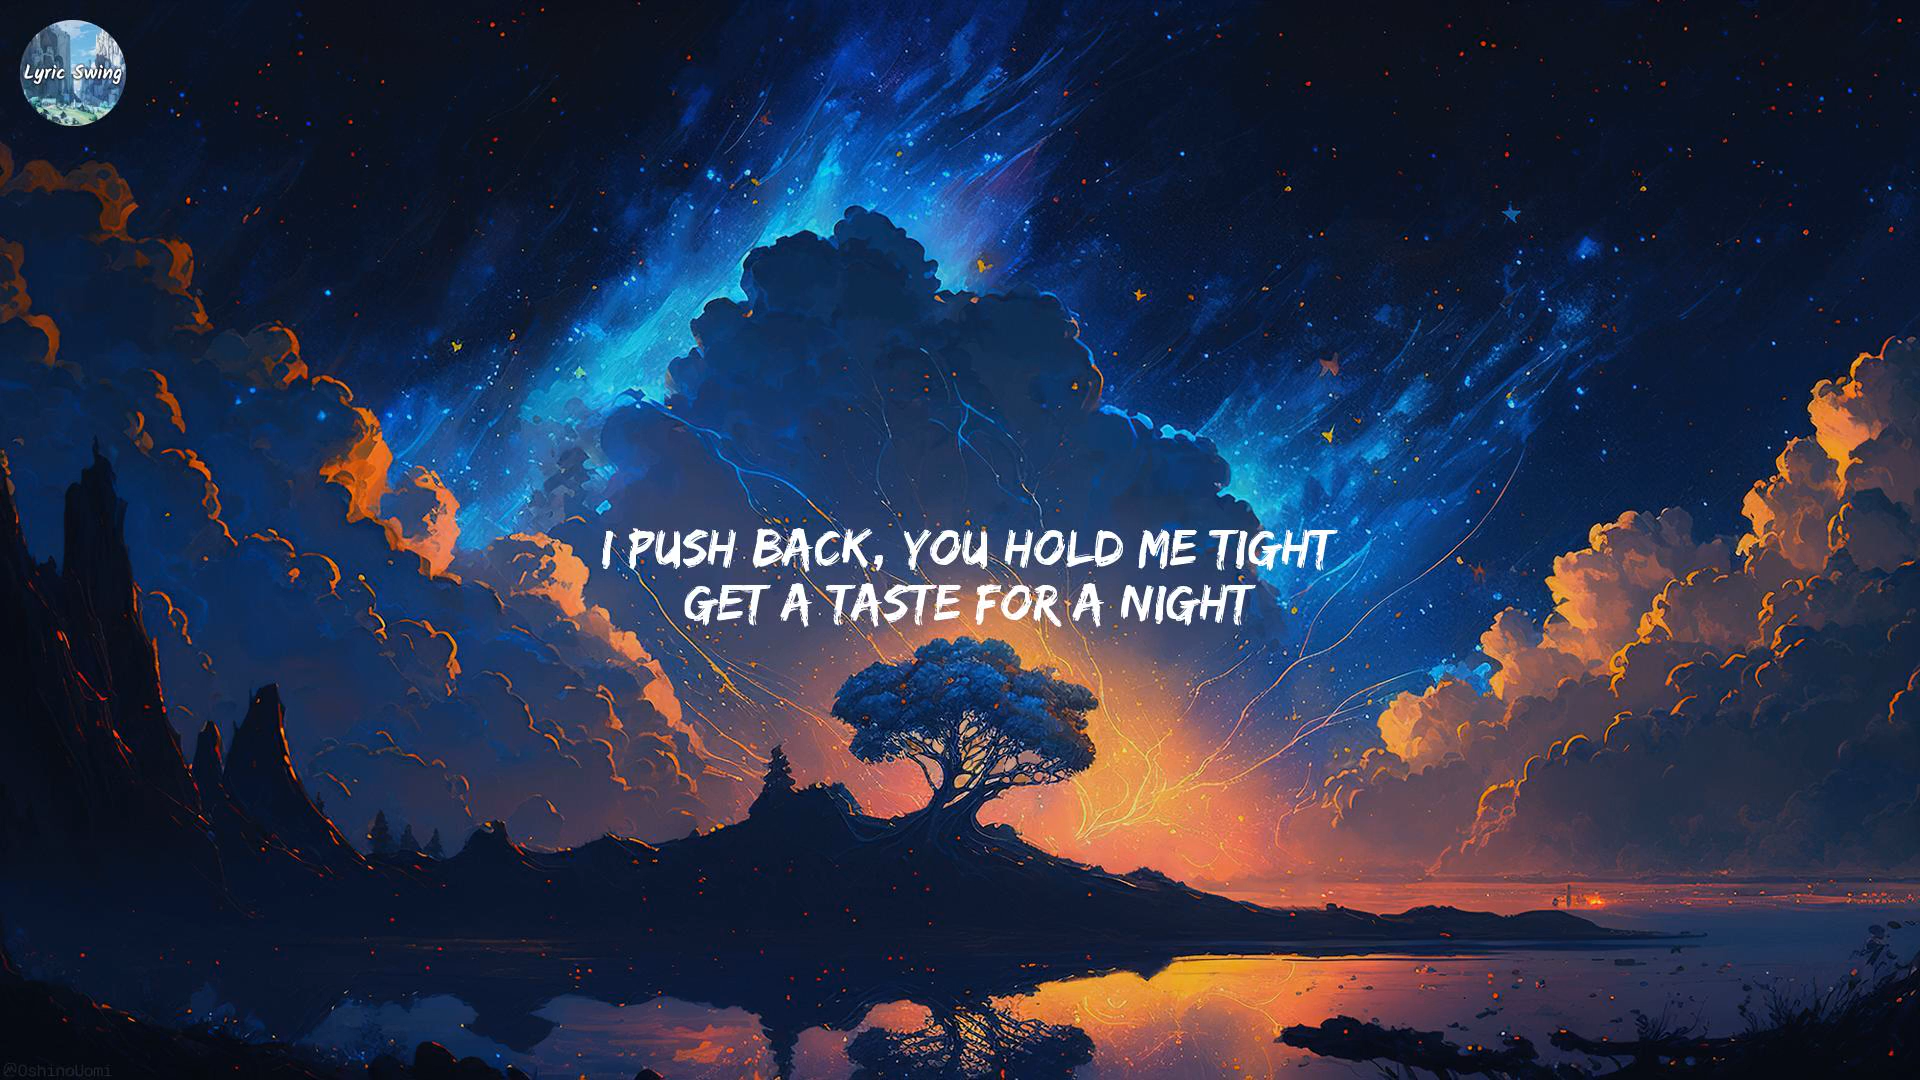 Lyric Swing
I PUSH BACK, YOU HOLD ME TIGHT
GET A TASTE FOR A NIGHT
@OshinoUomi